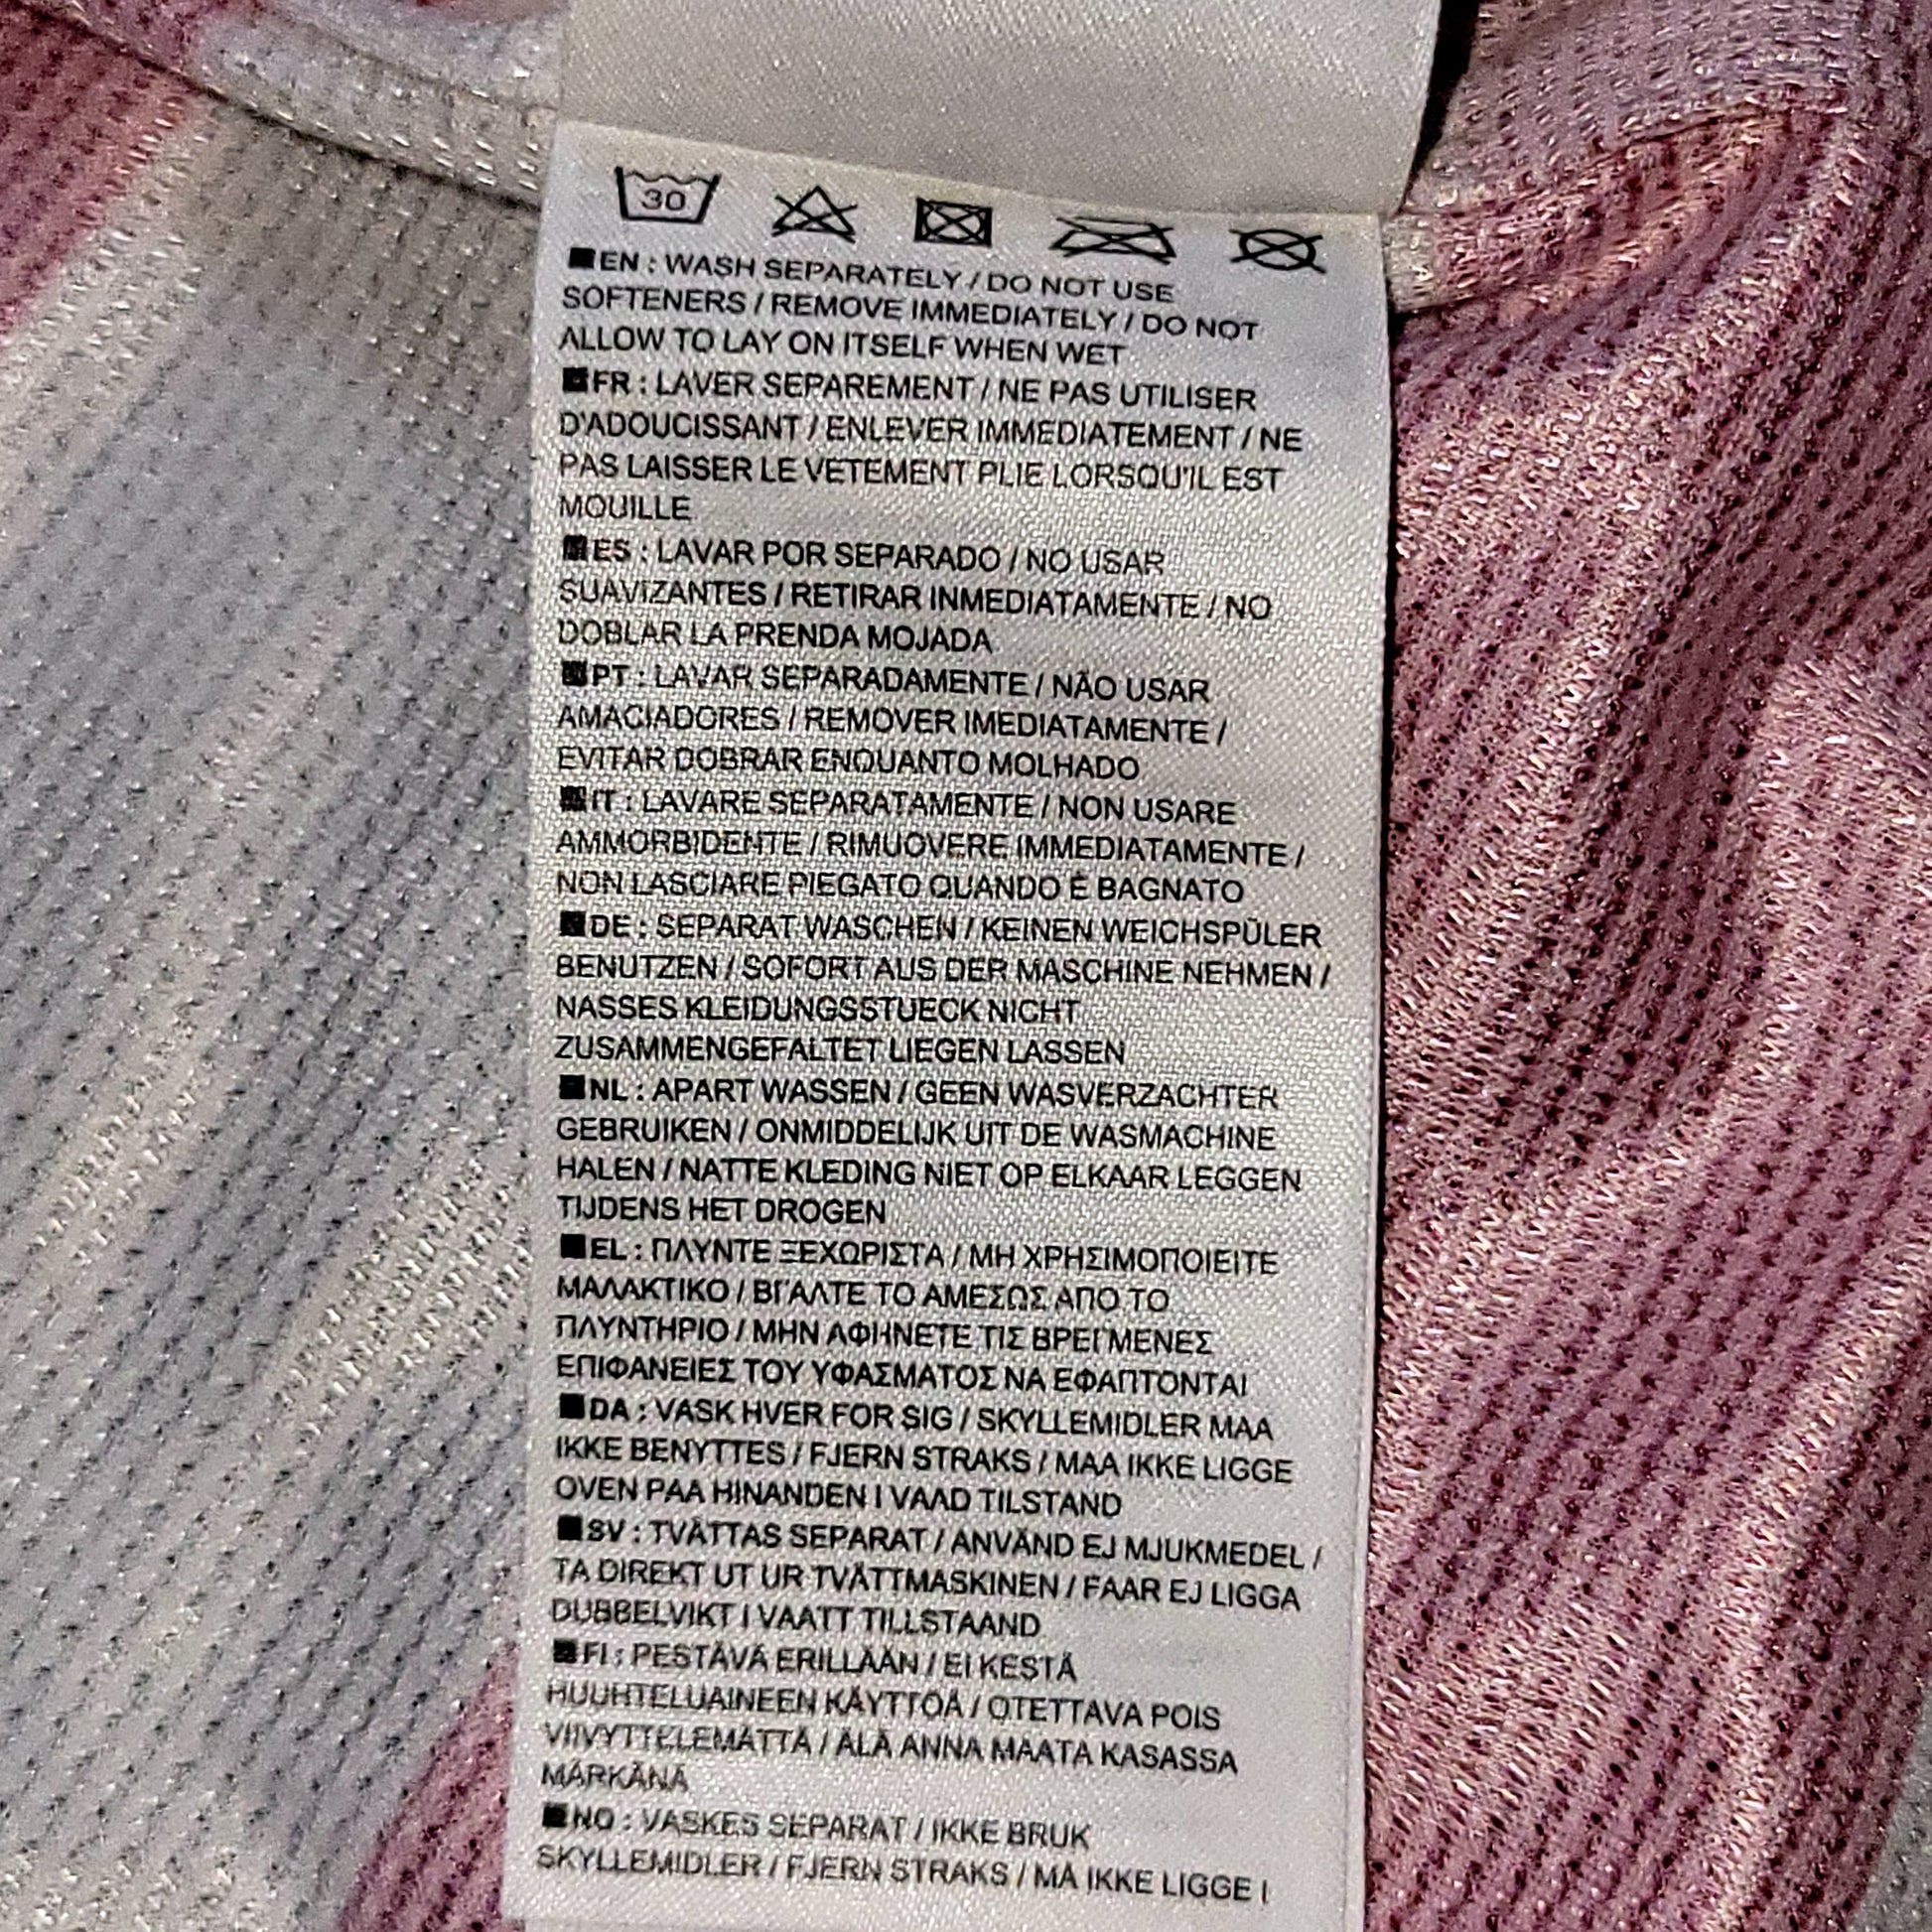 30
EN : WASH SEPARATELY / DO NOT USE
SOFTENERS / REMOVE IMMEDIATELY / DO NOT
ALLOW TO LAY ON ITSELF WHEN WET
FR : LAVER SEPAREMENT / NE PAS UTILISER
D'ADOUCISSANT / ENLEVER IMMEDIATEMENT / NE
PAS LAISSER LE VETEMENT PLIE LORSQU'IL EST
MOUILLE
ES : LAVAR POR SEPARADO / NO USAR
SUAVIZANTES / RETIRAR INMEDIATAMENTE / NO
DOBLAR LA PRENDA MOJADA
PT : LAVAR SEPARADAMENTE / NÃO USAR
AMACIADORES / REMOVER IMEDIATAMENTE /
EVITAR DOBRAR ENQUANTO MOLHADO
IT : LAVARE SEPARATAMENTE / NON USARE
AMMORBIDENTE / RIMUOVERE IMMEDIATAMENTE /
NON LASCIARE PIEGATO QUANDO È BAGNATO
DE : SEPARAT WASCHEN / KEINEN WEICHSPÜLER
BENUTZEN / SOFORT AUS DER MASCHINE NEHMEN /
NASSES KLEIDUNGSSTUECK NICHT
ZUSAMMENGEFALTET LIEGEN LASSEN
NL : APART WASSEN / GEEN WASVERZACHTER
GEBRUIKEN / ONMIDDELIJK UIT DE WASMACHINE
HALEN / NATTE KLEDING NIET OP ELKAAR LEGGEN
TIJDENS HET DROGEN
EL : ΠΛΥΝΤΕ ΞΕΧΩΡΙΣΤΑ / ΜΗ ΧΡΗΣΙΜΟΠΟΙΕΙΤΕ
ΜΑΛΑΚΤΙΚΟ / ΒΓΑΛΤΕ ΤΟ ΑΜΕΣΩΣ ΑΠΟ ΤΟ
ΠΛΥΝΤΗΡΙΟ / ΜΗΝ ΑΦΗΝΕΤΕ ΤΙΣ ΒΡΕΓΜΕΝΕΣ
ΕΠΙΦΑΝΕΙΕΣ ΤΟΥ ΥΦΑΣΜΑΤΟΣ ΝΑ ΕΦΑΠΤΟΝΤΑΙ
DA : VASK HVER FOR SIG / SKYLLEMIDLER MAA
IKKE BENYTTES / FJERN STRAKS / MAA IKKE LIGGE
OVEN PAA HINANDEN I VAAD TILSTAND
SV : TVÄTTAS SEPARAT / ANVÄND EJ MJUKMEDEL /
TA DIREKT UT UR TVÄTTMASKINEN / FAAR EJ LIGGA
DUBBELVIKT I VAATT TILLSTAAND
FI : PESTÄVÄ ERILLÄÄN / EI KESTÄ
HUUHTELUAINEEN KÄYTTÖÄ / OTETTAVA POIS
VIIVYTTELEMÄTTÄ / ÄLÄ ANNA MAATA KASASSA
MÄRKÄNÄ
NO : VASKES SEPARAT / IKKE BRUK
SKYLLEMIDLER / FJERN STRAKS / MÅ IKKE LIGGE I